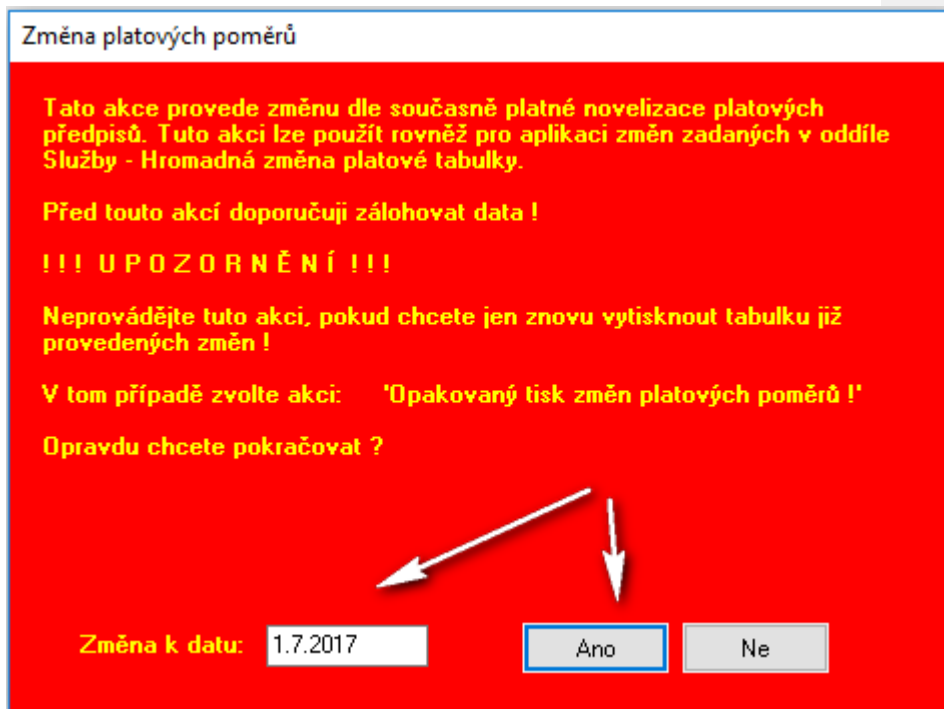 Změna platových poměrů
Tato akce provede změnu dle současně platné novelizace platových
předpisů. Tuto akci lze použít rovněž pro aplikaci změn zadaných v oddíle
Služby - Hromadná změna platové tabulky.
Před touto akcí doporučuji zálohovat data !
! ! ! U P O Z O R N Ě N Í ! ! !
Neprovádějte tuto akci, pokud chcete jen znovu vytisknout tabulku již
provedených změn !
V tom případě zvolte akci: 'Opakovaný tisk změn platových poměrů !'
Opravdu chcete pokračovat ?
Změna k datu: 1.7.2017 Ano Ne